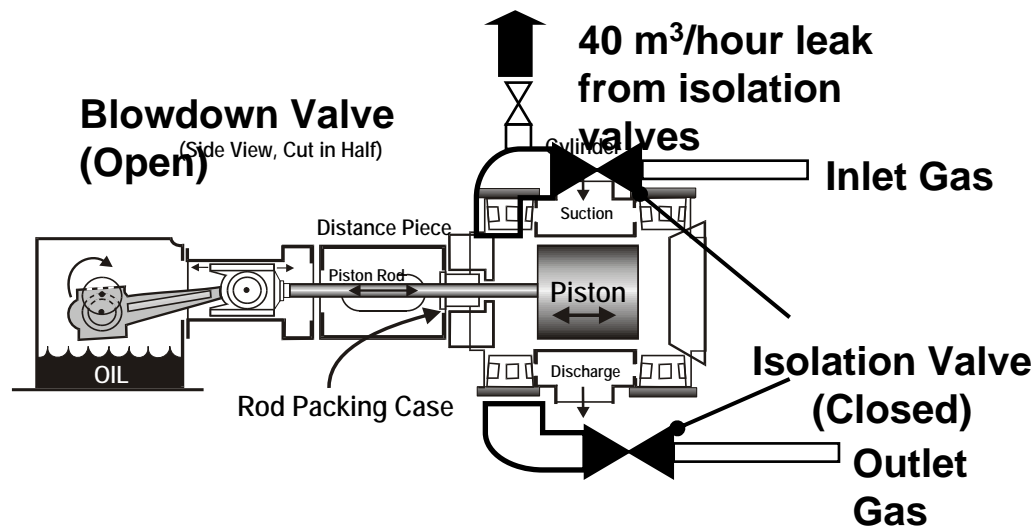 40 m³/hour leak
from isolation
valves
Blowdown Valve
(Open)
(Side View, Cut in Half)
Cylinder
Inlet Gas
Suction
Distance Piece
Piston Rod
Piston
OIL
Discharge
Rod Packing Case
Isolation Valve
(Closed)
Outlet
Gas